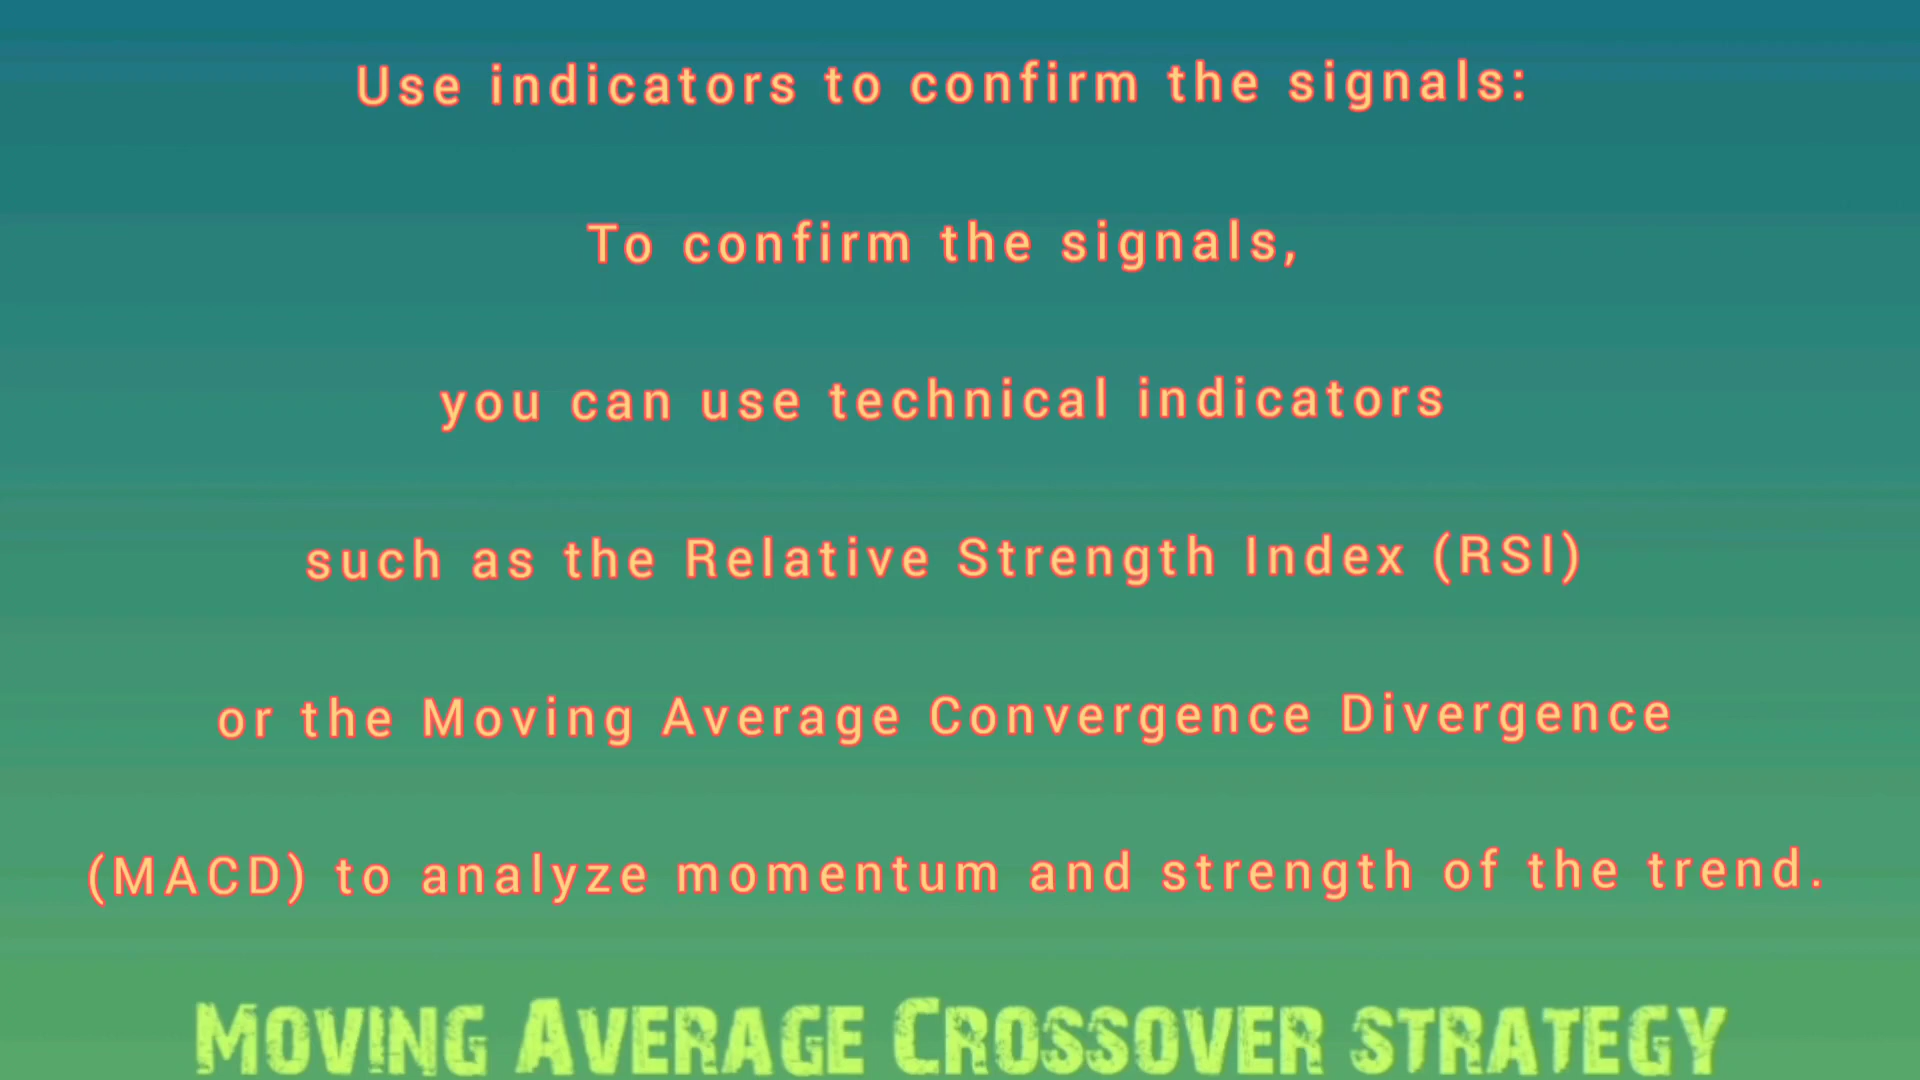 Use indicators to confirm the signals:
To confirm the signals,
you can use technical indicators
such as the Relative Strength Index (RSI)
or the Moving Average Convergence Divergence
(MACD) to analyze momentum and strength of the trend.
Moving Average Crossover strategy